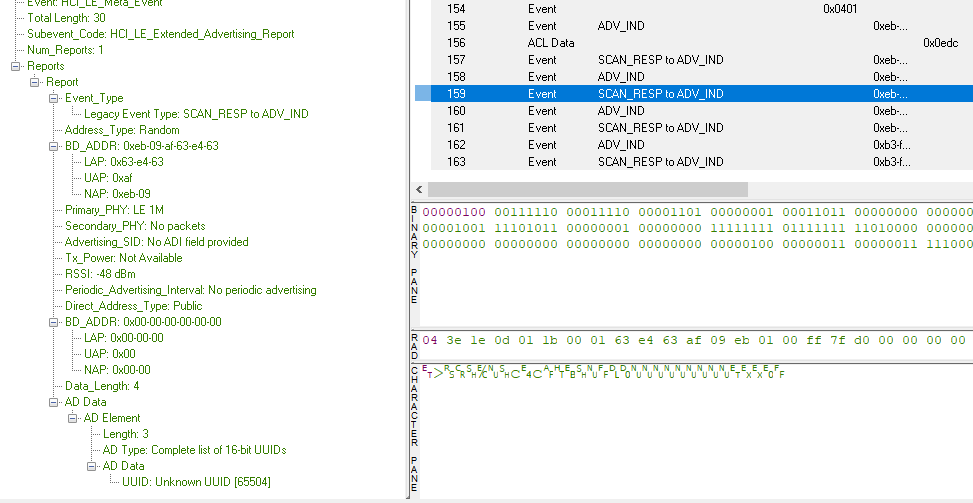 Event: HCI_LE_Meta_Event
Total Length: 30
Subevent_Code: HCI_LE_Extended_Advertising_Report
Num_Reports: 1
Reports
Report
Event_Type
Legacy Event Type: SCAN_RESP to ADV_IND
Address_Type: Random
BD_ADDR: 0xeb-09-af-63-e4-63
LAP: 0x63-e4-63
UAP: 0xaf
NAP: 0xeb-09
Primary_PHY: LE 1M
Secondary_PHY: No packets
Advertising_SID: No ADI field provided
Tx_Power: Not Available
RSSI: -48 dBm
Periodic_Advertising_Interval: No periodic advertising
Direct_Address_Type: Public
BD_ADDR: 0x00-00-00-00-00-00
LAP: 0x00-00-00
UAP: 0x00
NAP: 0x00-00
Data_Length: 4
AD Data
AD Element
Length: 3
AD Type: Complete list of 16-bit UUIDs
AD Data
UUID: Unknown UUID [65504]
154 Event 0x0401
155 Event ADV_IND 0xeb-...
156 ACL Data 0x0edc
157 Event SCAN_RESP to ADV_IND 0xeb-...
158 Event ADV_IND 0xeb-...
159 Event SCAN_RESP to ADV_IND 0xeb-...
160 Event ADV_IND 0xeb-...
161 Event SCAN_RESP to ADV_IND 0xeb-...
162 Event ADV_IND 0xb3-f...
163 Event SCAN_RESP to ADV_IND 0xb3-f...
BINARY PANE
00000100 00111110 00011110 00001101 00000001 00011011 00000000 000000
00001001 11101011 00000001 00000000 11111111 01111111 11010000 000000
00000000 00000000 00000000 00000000 00000100 00000011 00000011 111000
RAD
04 3e 1e 0d 01 1b 00 01 63 e4 63 af 09 eb 01 00 ff 7f d0 00 00 00 00
CHARACTER PANE